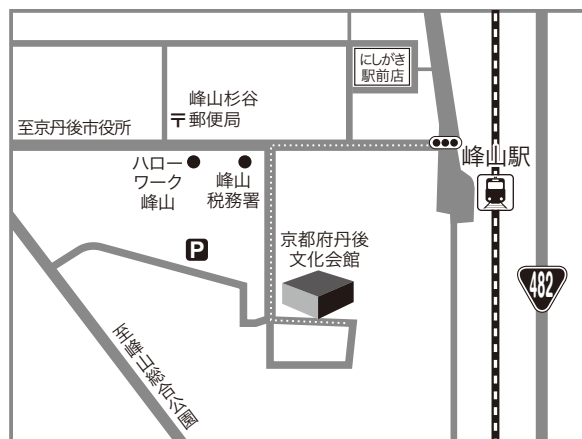 にしがき
駅前店
峰山杉谷
〒郵便局
至京丹後市役所
峰山駅
ハロー
ワーク
峰山
峰山
税務署
P
京都府丹後
文化会館
482
至峰山総合公園